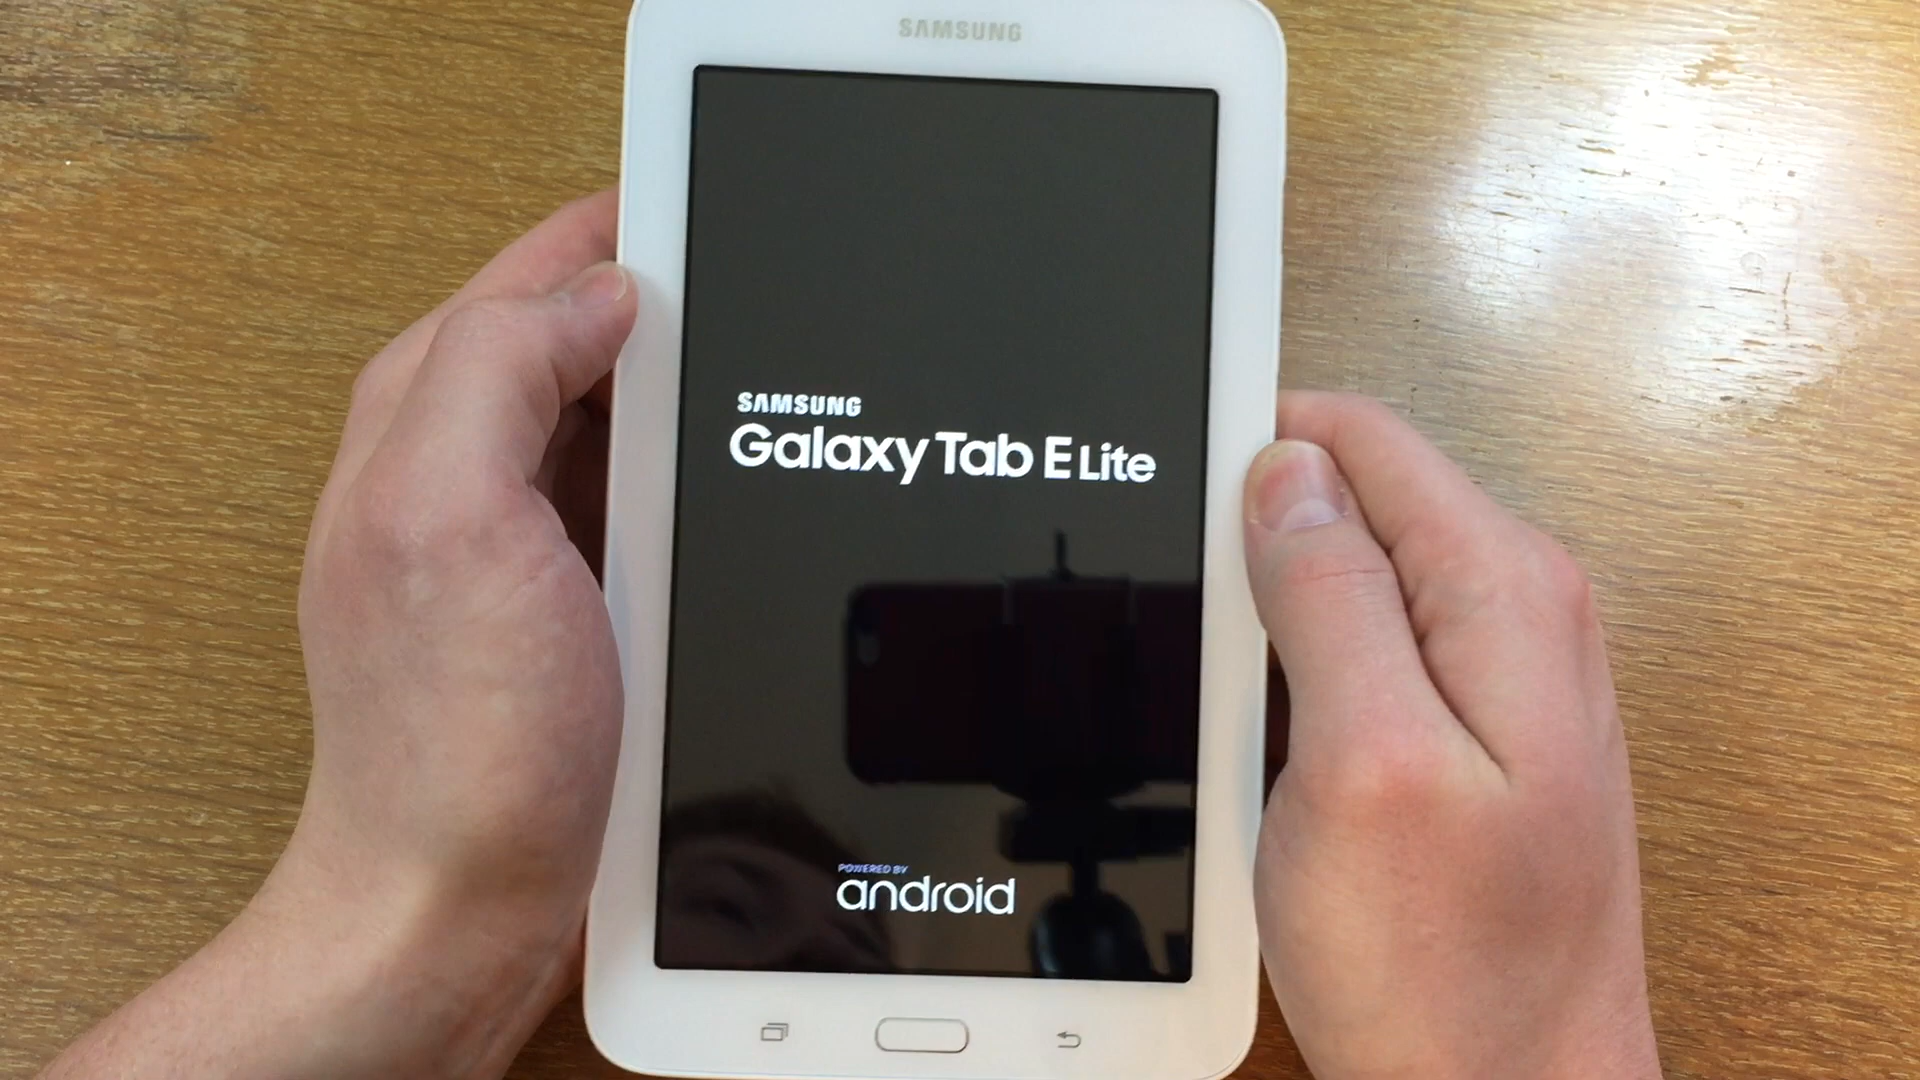 SAMSUNG
SAMSUNG
Galaxy Tab E Lite
POWERED BY
android